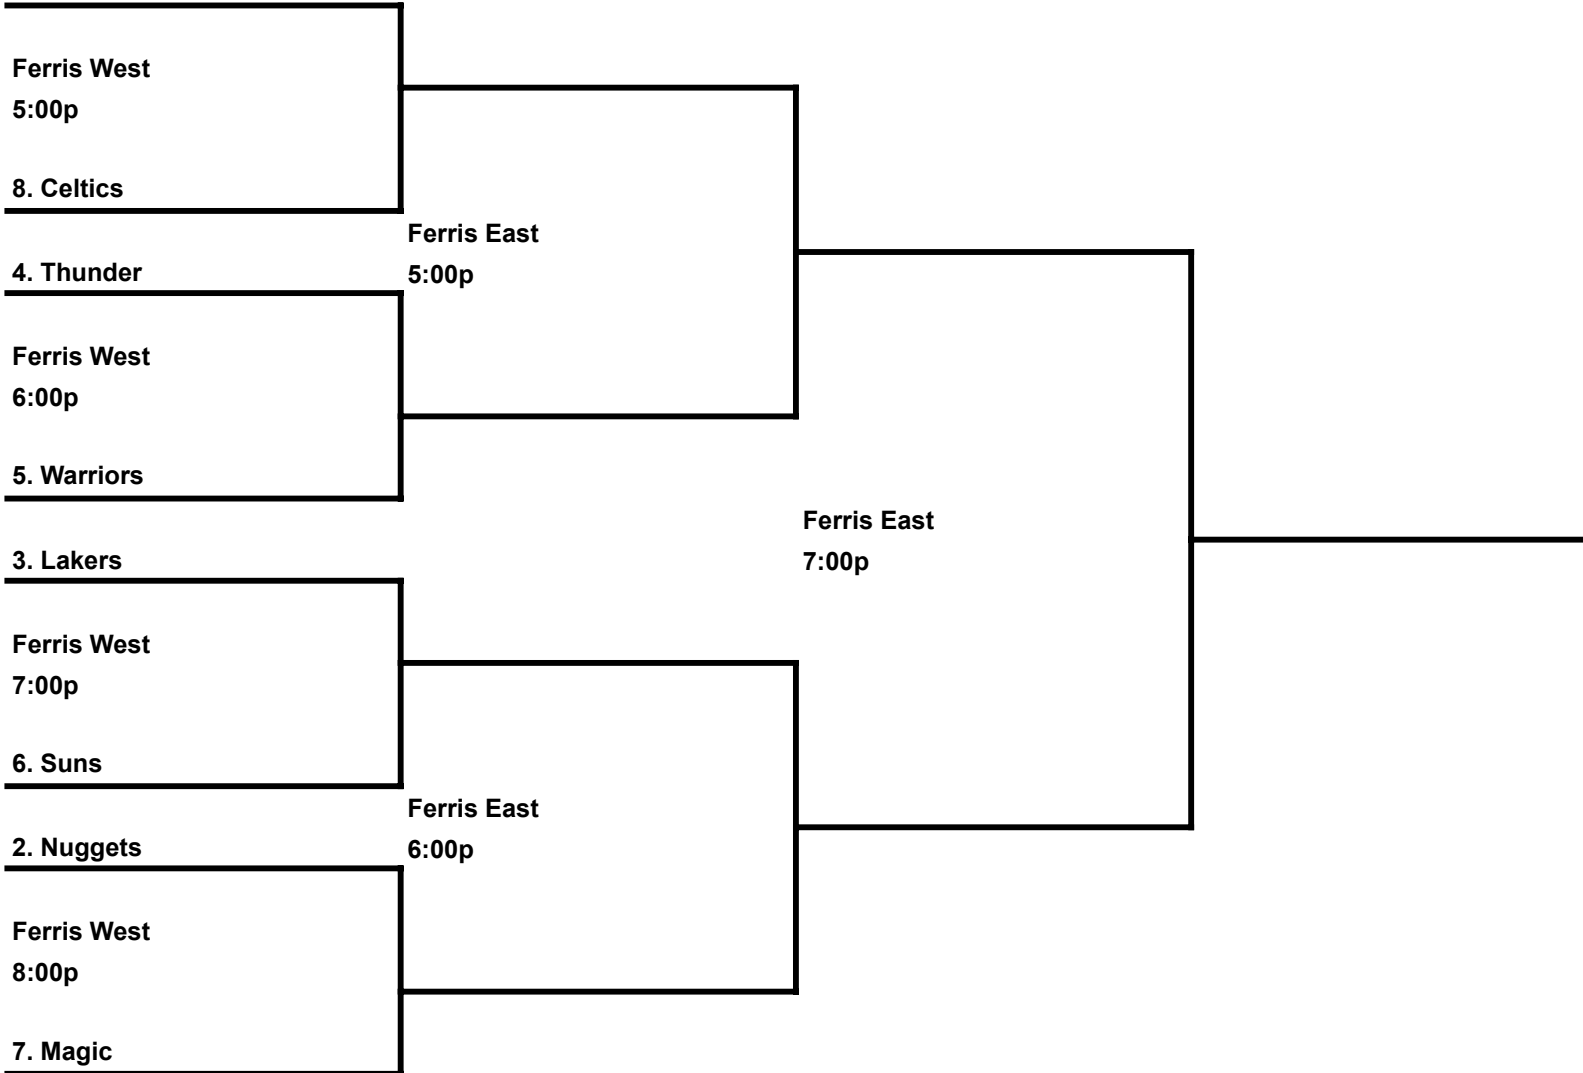 Ferris West
5:00p
8. Celtics
Ferris East
5:00p
4. Thunder
Ferris West
6:00p
5. Warriors
Ferris East
7:00p
3. Lakers
Ferris West
7:00p
6. Suns
Ferris East
6:00p
2. Nuggets
Ferris West
8:00p
7. Magic